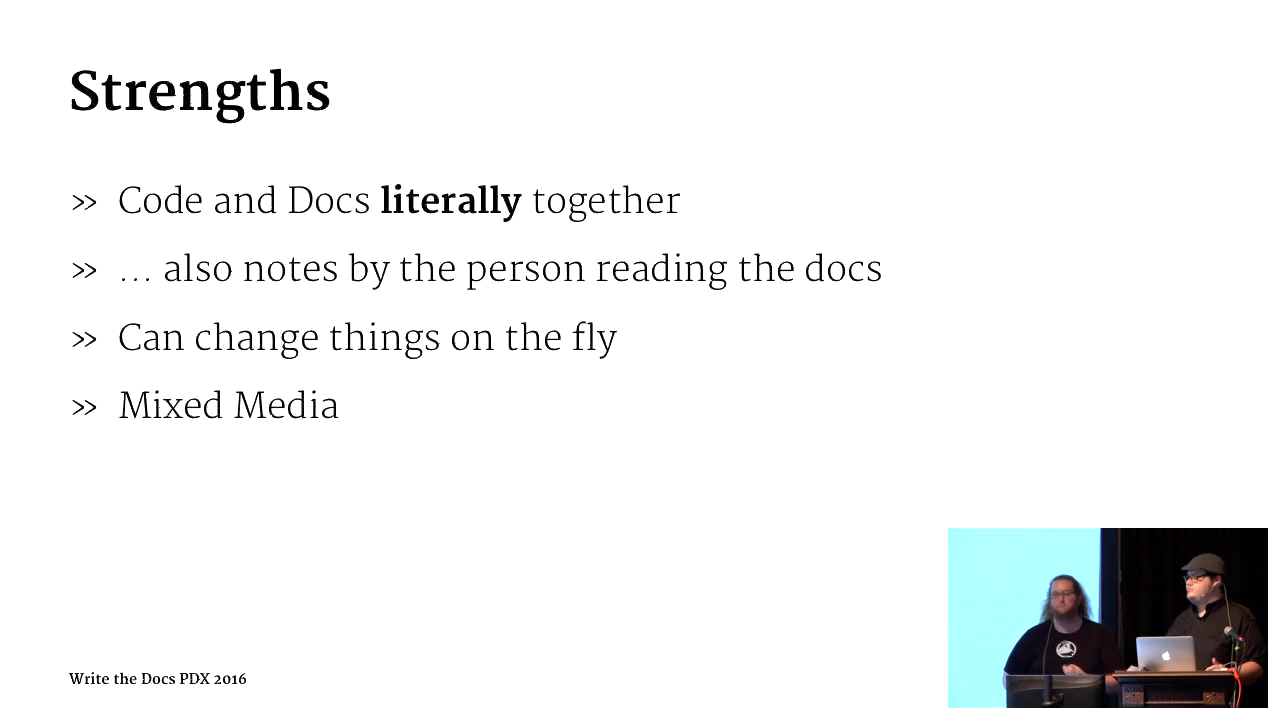 Strengths
» Code and Docs literally together
» … also notes by the person reading the docs
» Can change things on the fly
» Mixed Media
Write the Docs PDX 2016